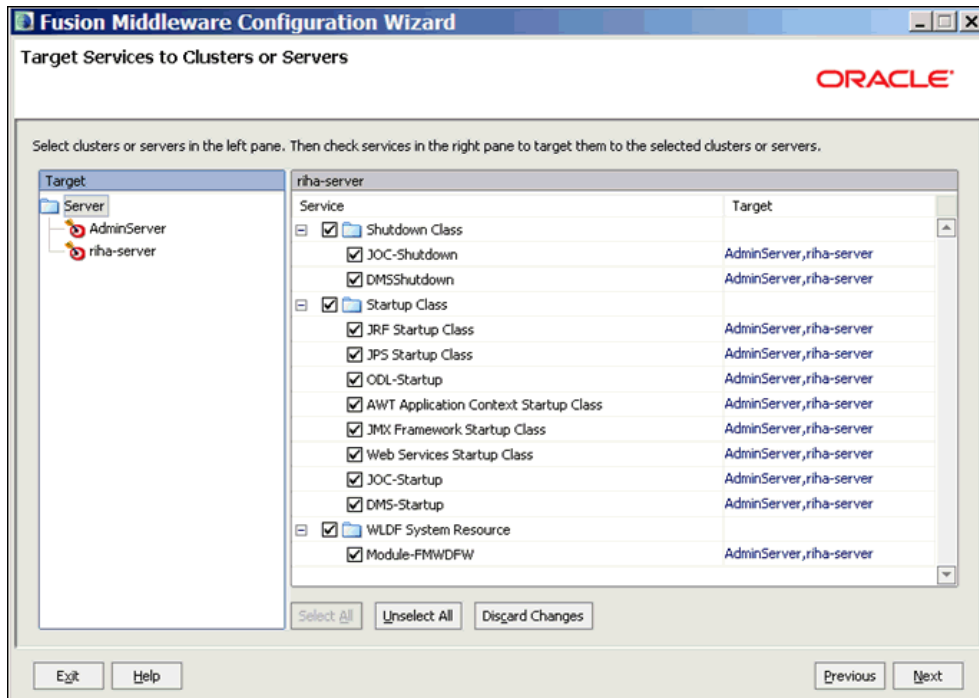 Fusion Middleware Configuration Wizard
Target Services to Clusters or Servers
ORACLE
Select clusters or servers in the left pane. Then check services in the right pane to target them to the selected clusters or servers.
Target
Server
AdminServer
riha-server
riha-server
Service Target
Shutdown Class
JOC-Shutdown AdminServer,riha-server
DMSShutdown AdminServer,riha-server
Startup Class
JRF Startup Class AdminServer,riha-server
JPS Startup Class AdminServer,riha-server
ODL-Startup AdminServer,riha-server
AWT Application Context Startup Class AdminServer,riha-server
JMX Framework Startup Class AdminServer,riha-server
Web Services Startup Class AdminServer,riha-server
JOC-Startup AdminServer,riha-server
DMS-Startup AdminServer,riha-server
WLDF System Resource
Module-FMWDFW AdminServer,riha-server
Select All Unselect All Discard Changes
Exit Help Previous Next